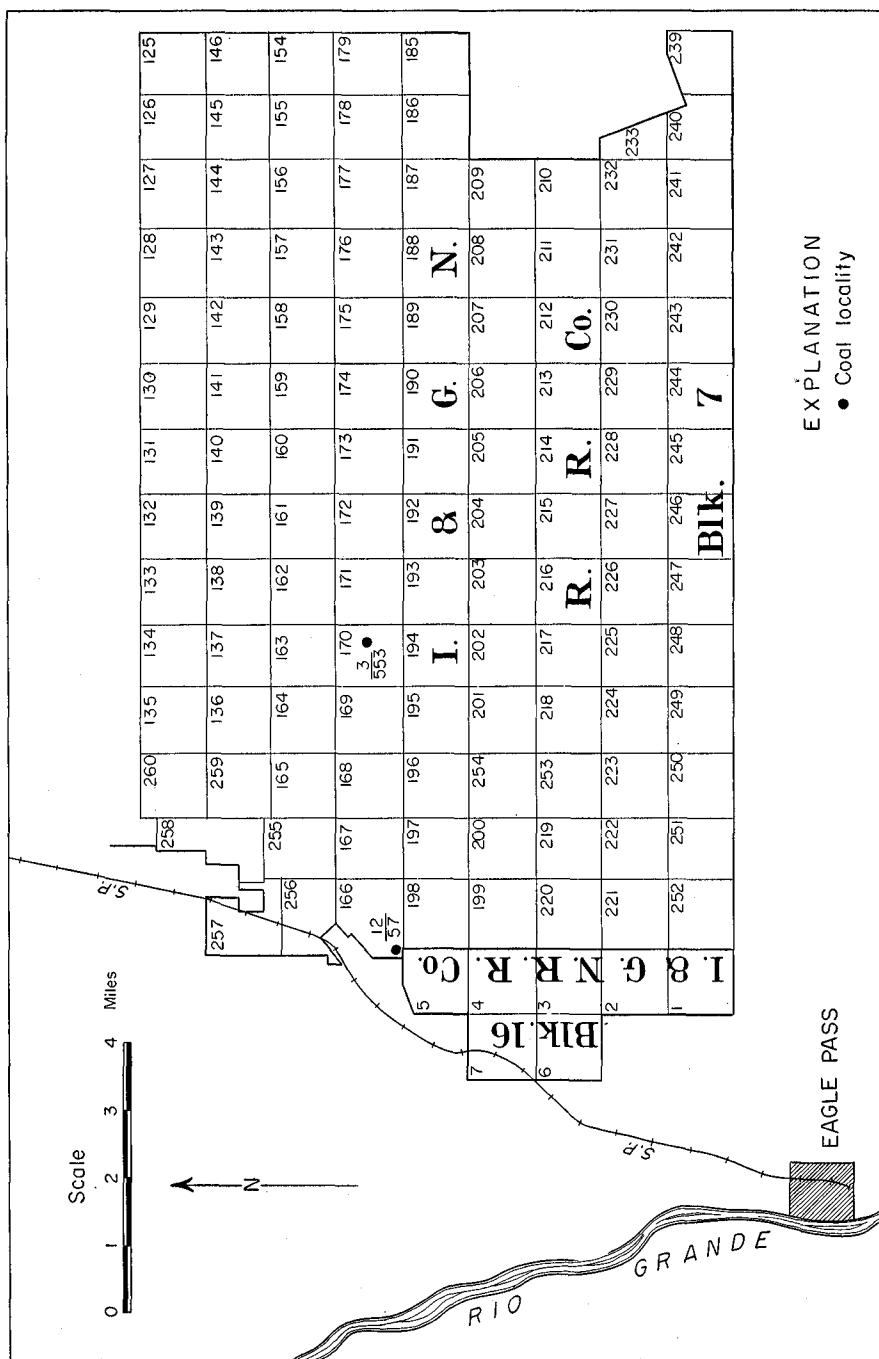 Scale
0 1 2 3 4 Miles
N
S.P.
258 260 135 134 133 132 131 130 129 128 127 126 125
257 259 136 137 138 139 140 141 142 143 144 145 146
256 255 165 164 163 162 161 160 159 158 157 156 155 154
166 167 168 169 170 171 172 173 174 175 176 177 178 179
12
57
3
553
5 198 197 196 195 194 193 192 191 190 189 188 187 186 185
I. & G. N.
7 4 199 200 254 201 202 203 204 205 206 207 208 209
6 3 220 219 253 218 217 216 215 214 213 212 211 210
R. R. Co.
2 221 222 223 224 225 226 227 228 229 230 231 232 233
1 252 251 250 249 248 247 246 245 244 243 242 241 240 239
Blk. 7
Blk. 16
I. & G. N. R. R. Co.
S.P.
RIO GRANDE
EAGLE PASS
EXPLANATION
Coal locality